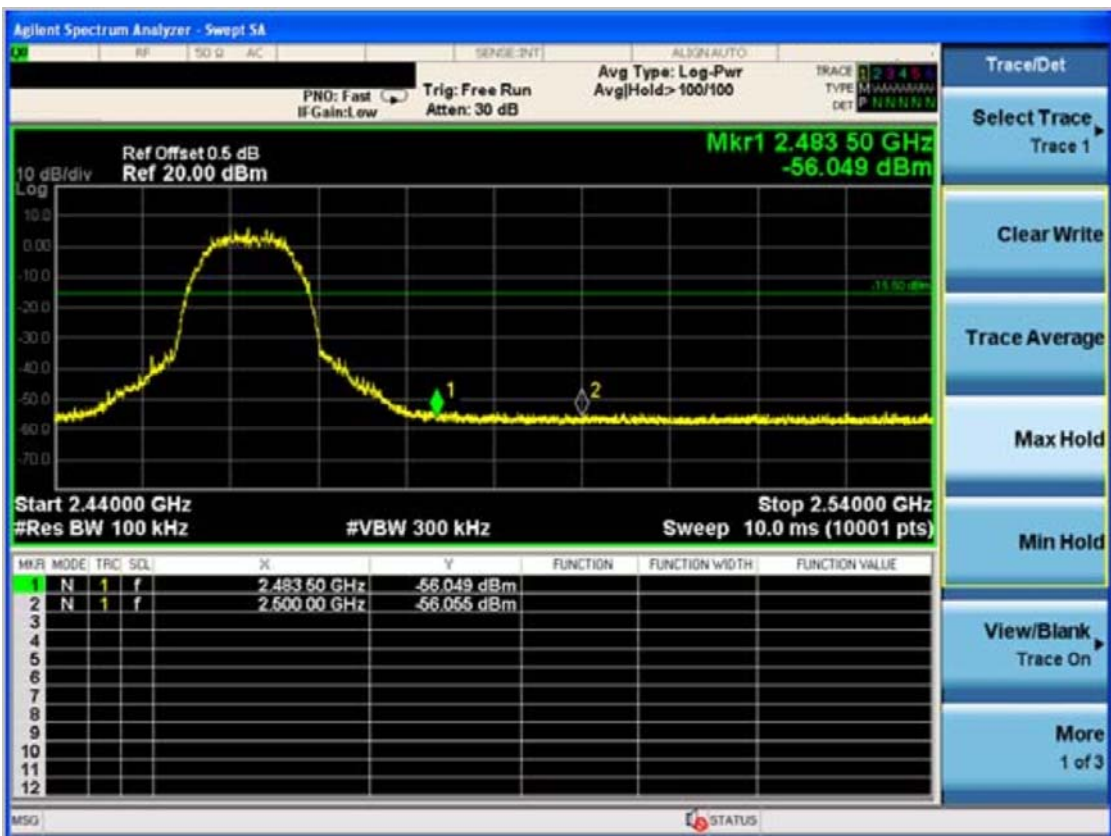 Agilent Spectrum Analyzer - Swept SA
RF 50 Ω AC SENSE:INT ALIGN AUTO
PNO: Fast
IFGain:Low
Trig: Free Run
Atten: 30 dB
Avg Type: Log-Pwr
Avg|Hold:> 100/100
TRACE 1 2 3 4 5 6
TYPE M
DET P N N N N N
Mkr1 2.483 50 GHz
-56.049 dBm
Ref Offset 0.5 dB
10 dB/div Ref 20.00 dBm
Log
10.0
0.00
-10.0
-15.60 dBm
-20.0
-30.0
-40.0
-50.0
-60.0
-70.0
1
2
Start 2.44000 GHz Stop 2.54000 GHz
#Res BW 100 kHz #VBW 300 kHz Sweep 10.0 ms (10001 pts)
MKR MODE TRC SCL X Y FUNCTION FUNCTION WIDTH FUNCTION VALUE
1 N 1 f 2.483 50 GHz -56.049 dBm
2 N 1 f 2.500 00 GHz -56.055 dBm
3
4
5
6
7
8
9
10
11
12
MSG STATUS
Trace/Det
Select Trace
Trace 1
Clear Write
Trace Average
Max Hold
Min Hold
View/Blank
Trace On
More
1 of 3